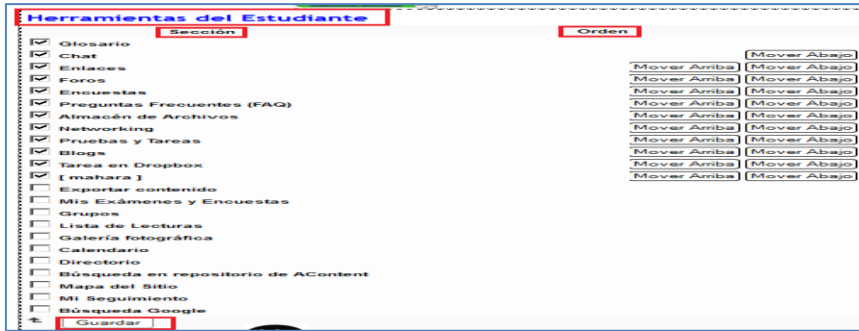 Herramientas del Estudiante
Sección Orden
Glosario
Chat Mover Abajo
Enlaces Mover Arriba Mover Abajo
Foros Mover Arriba Mover Abajo
Encuestas Mover Arriba Mover Abajo
Preguntas Frecuentes (FAQ) Mover Arriba Mover Abajo
Almacén de Archivos Mover Arriba Mover Abajo
Networking Mover Arriba Mover Abajo
Pruebas y Tareas Mover Arriba Mover Abajo
Blogs Mover Arriba Mover Abajo
Tarea en Dropbox Mover Arriba Mover Abajo
[ mahara ] Mover Arriba Mover Abajo
Exportar contenido
Mis Exámenes y Encuestas
Grupos
Lista de Lecturas
Galería fotográfica
Calendario
Directorio
Búsqueda en repositorio de AContent
Mapa del Sitio
Mi Seguimiento
Búsqueda Google
Guardar